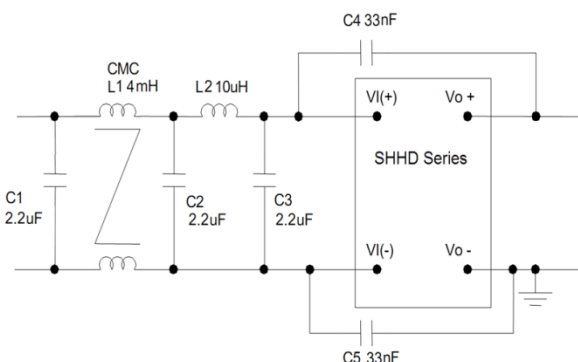 C4 33nF
CMC
L1 4mH
L2 10uH
VI(+)
Vo +
SHHD Series
C1
2.2uF
C2
2.2uF
C3
2.2uF
VI(-)
Vo -
C5 33nF